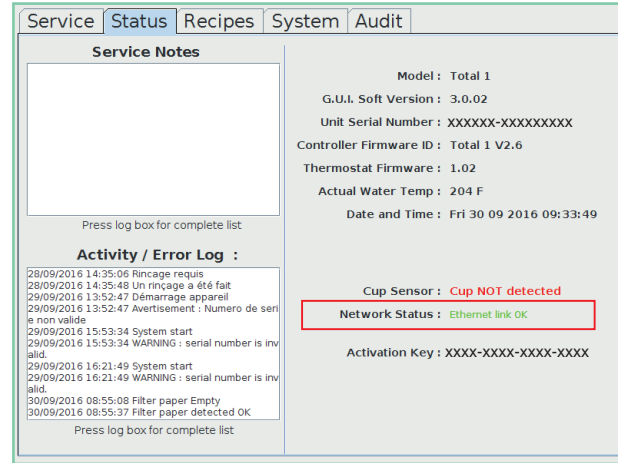 Service Status Recipes System Audit
Service Notes
Press log box for complete list
Activity / Error Log :
28/09/2016 14:35:06 Rincage requis
28/09/2016 14:35:48 Un rinçage a été fait
29/09/2016 13:52:47 Démarrage appareil
29/09/2016 13:52:47 Avertisement : Numero de seri
e non valide
29/09/2016 15:53:34 System start
29/09/2016 15:53:34 WARNING : serial number is inv
alid.
29/09/2016 16:21:49 System start
29/09/2016 16:21:49 WARNING : serial number is inv
alid.
30/09/2016 08:55:08 Filter paper Empty
30/09/2016 08:55:37 Filter paper detected OK
Press log box for complete list
Model : Total 1
G.U.I. Soft Version : 3.0.02
Unit Serial Number : XXXXXX-XXXXXXXXX
Controller Firmware ID : Total 1 V2.6
Thermostat Firmware : 1.02
Actual Water Temp : 204 F
Date and Time : Fri 30 09 2016 09:33:49
Cup Sensor : Cup NOT detected
Network Status : Ethernet link OK
Activation Key : XXXX-XXXX-XXXX-XXXX